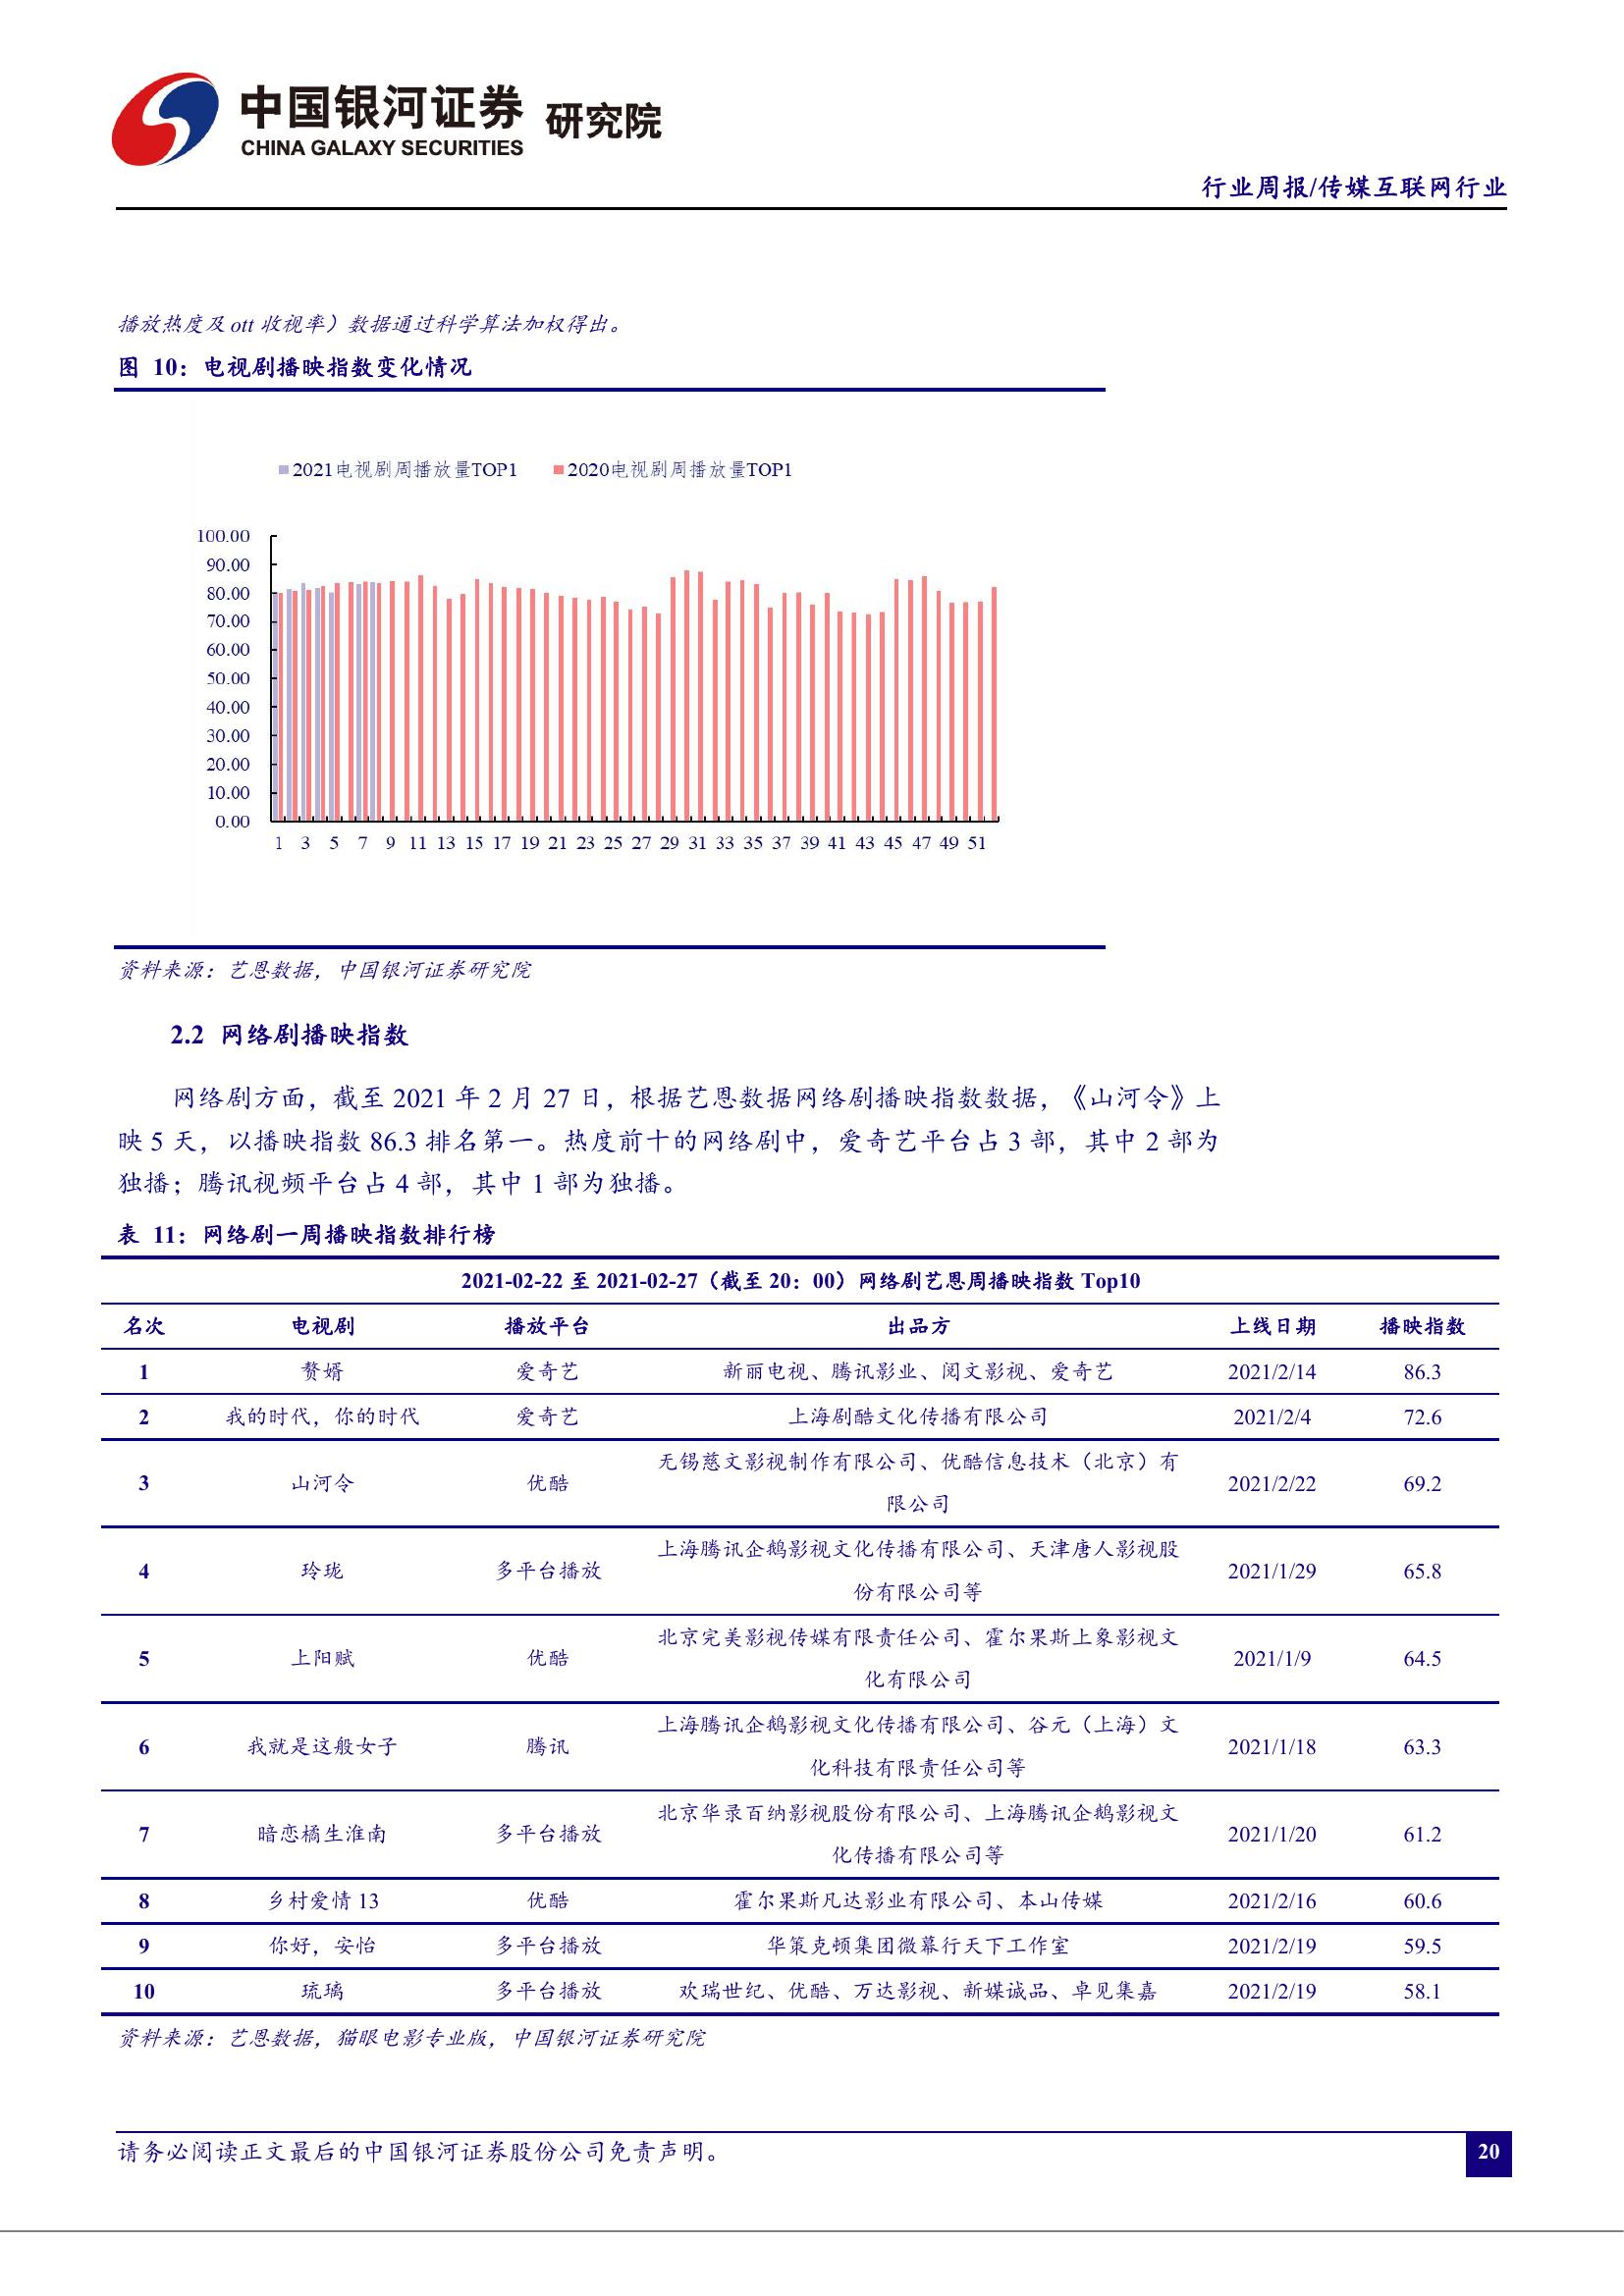 中国银河证券 研究院
CHINA GALAXY SECURITIES
行业周报/传媒互联网行业
播放热度及 ott 收视率）数据通过科学算法加权得出。
图 10：电视剧播映指数变化情况
2021电视剧周播放量TOP1 2020电视剧周播放量TOP1
100.00
90.00
80.00
70.00
60.00
50.00
40.00
30.00
20.00
10.00
0.00
1 3 5 7 9 11 13 15 17 19 21 23 25 27 29 31 33 35 37 39 41 43 45 47 49 51
资料来源：艺恩数据，中国银河证券研究院
2.2 网络剧播映指数
网络剧方面，截至 2021 年 2 月 27 日，根据艺恩数据网络剧播映指数数据，《山河令》上
映 5 天，以播映指数 86.3 排名第一。热度前十的网络剧中，爱奇艺平台占 3 部，其中 2 部为
独播；腾讯视频平台占 4 部，其中 1 部为独播。
表 11：网络剧一周播映指数排行榜
2021-02-22 至 2021-02-27（截至 20：00）网络剧艺恩周播映指数 Top10
名次 电视剧 播放平台 出品方 上线日期 播映指数
1 赘婿 爱奇艺 新丽电视、腾讯影业、阅文影视、爱奇艺 2021/2/14 86.3
2 我的时代，你的时代 爱奇艺 上海剧酷文化传播有限公司 2021/2/4 72.6
无锡慈文影视制作有限公司、优酷信息技术（北京）有
3 山河令 优酷 2021/2/22 69.2
限公司
上海腾讯企鹅影视文化传播有限公司、天津唐人影视股
4 玲珑 多平台播放 2021/1/29 65.8
份有限公司等
北京完美影视传媒有限责任公司、霍尔果斯上象影视文
5 上阳赋 优酷 2021/1/9 64.5
化有限公司
上海腾讯企鹅影视文化传播有限公司、谷元（上海）文
6 我就是这般女子 腾讯 2021/1/18 63.3
化科技有限责任公司等
北京华录百纳影视股份有限公司、上海腾讯企鹅影视文
7 暗恋橘生淮南 多平台播放 2021/1/20 61.2
化传播有限公司等
8 乡村爱情 13 优酷 霍尔果斯凡达影业有限公司、本山传媒 2021/2/16 60.6
9 你好，安怡 多平台播放 华策克顿集团微幕行天下工作室 2021/2/19 59.5
10 琉璃 多平台播放 欢瑞世纪、优酷、万达影视、新媒诚品、卓见集嘉 2021/2/19 58.1
资料来源：艺恩数据，猫眼电影专业版，中国银河证券研究院
请务必阅读正文最后的中国银河证券股份公司免责声明。
20